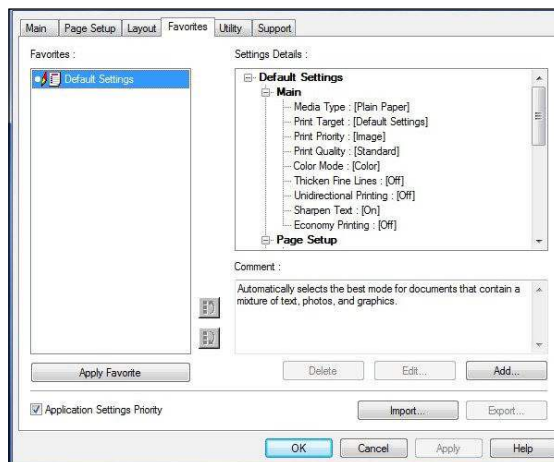 Main Page Setup Layout Favorites Utility Support
Favorites :
Default Settings
Apply Favorite
Settings Details :
Default Settings
Main
Media Type : [Plain Paper]
Print Target : [Default Settings]
Print Priority : [Image]
Print Quality : [Standard]
Color Mode : [Color]
Thicken Fine Lines : [Off]
Unidirectional Printing : [Off]
Sharpen Text : [On]
Economy Printing : [Off]
Page Setup
Comment :
Automatically selects the best mode for documents that contain a
mixture of text, photos, and graphics.
Delete Edit... Add...
Application Settings Priority
Import... Export...
OK Cancel Apply Help